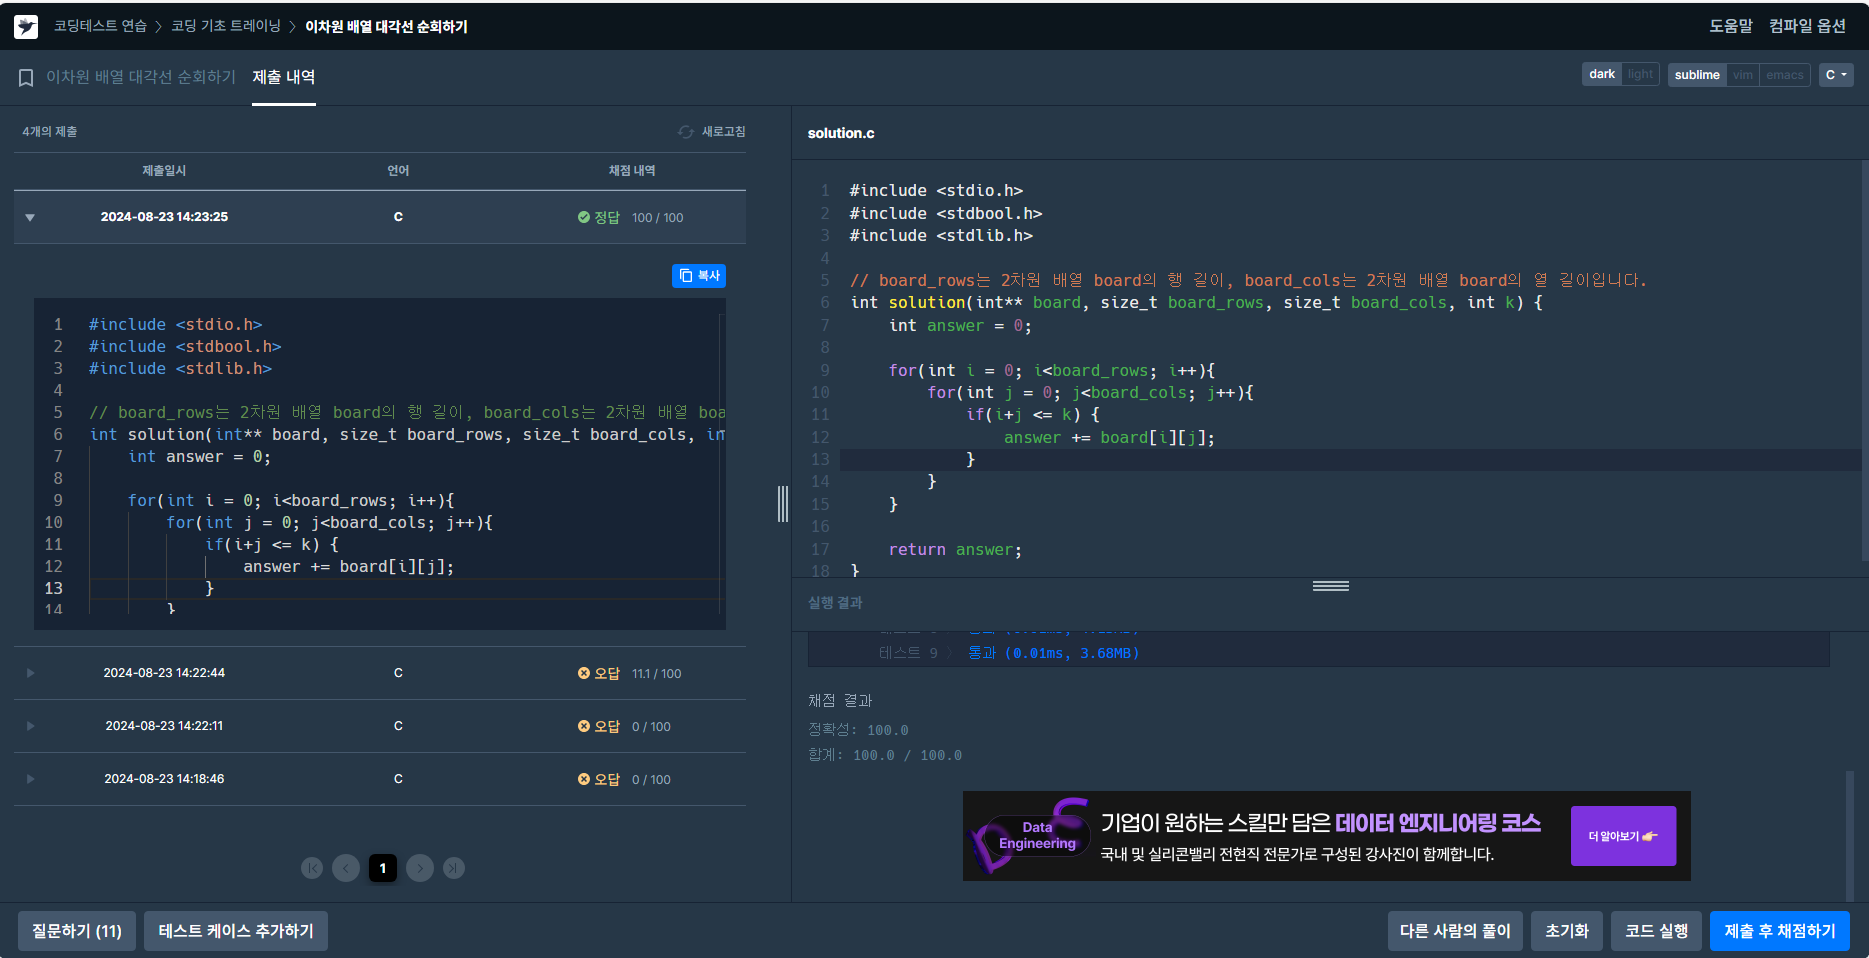 코딩테스트 연습 > 코딩 기초 트레이닝 > 이차원 배열 대각선 순회하기
도움말 컴파일 옵션
이차원 배열 대각선 순회하기 제출 내역
dark light sublime vim emacs C
4개의 제출 새로고침
제출일시 언어 채점 내역
2024-08-23 14:23:25 C 정답 100 / 100
복사
1 #include <stdio.h>
2 #include <stdbool.h>
3 #include <stdlib.h>
4
5 // board_rows는 2차원 배열 board의 행 길이, board_cols는 2차원 배열 boa
6 int solution(int** board, size_t board_rows, size_t board_cols, in
7 int answer = 0;
8
9 for(int i = 0; i<board_rows; i++){
10 for(int j = 0; j<board_cols; j++){
11 if(i+j <= k) {
12 answer += board[i][j];
13 }
14 }
2024-08-23 14:22:44 C 오답 11.1 / 100
2024-08-23 14:22:11 C 오답 0 / 100
2024-08-23 14:18:46 C 오답 0 / 100
1
solution.c
1 #include <stdio.h>
2 #include <stdbool.h>
3 #include <stdlib.h>
4
5 // board_rows는 2차원 배열 board의 행 길이, board_cols는 2차원 배열 board의 열 길이입니다.
6 int solution(int** board, size_t board_rows, size_t board_cols, int k) {
7 int answer = 0;
8
9 for(int i = 0; i<board_rows; i++){
10 for(int j = 0; j<board_cols; j++){
11 if(i+j <= k) {
12 answer += board[i][j];
13 }
14 }
15 }
16
17 return answer;
18 }
실행 결과
테스트 9 > 통과 (0.01ms, 3.68MB)
채점 결과
정확성: 100.0
합계: 100.0 / 100.0
Data Engineering
기업이 원하는 스킬만 담은 데이터 엔지니어링 코스
국내 및 실리콘밸리 전현직 전문가로 구성된 강사진이 함께합니다.
더 알아보기 👉
질문하기 (11) 테스트 케이스 추가하기
다른 사람의 풀이 초기화 코드 실행 제출 후 채점하기